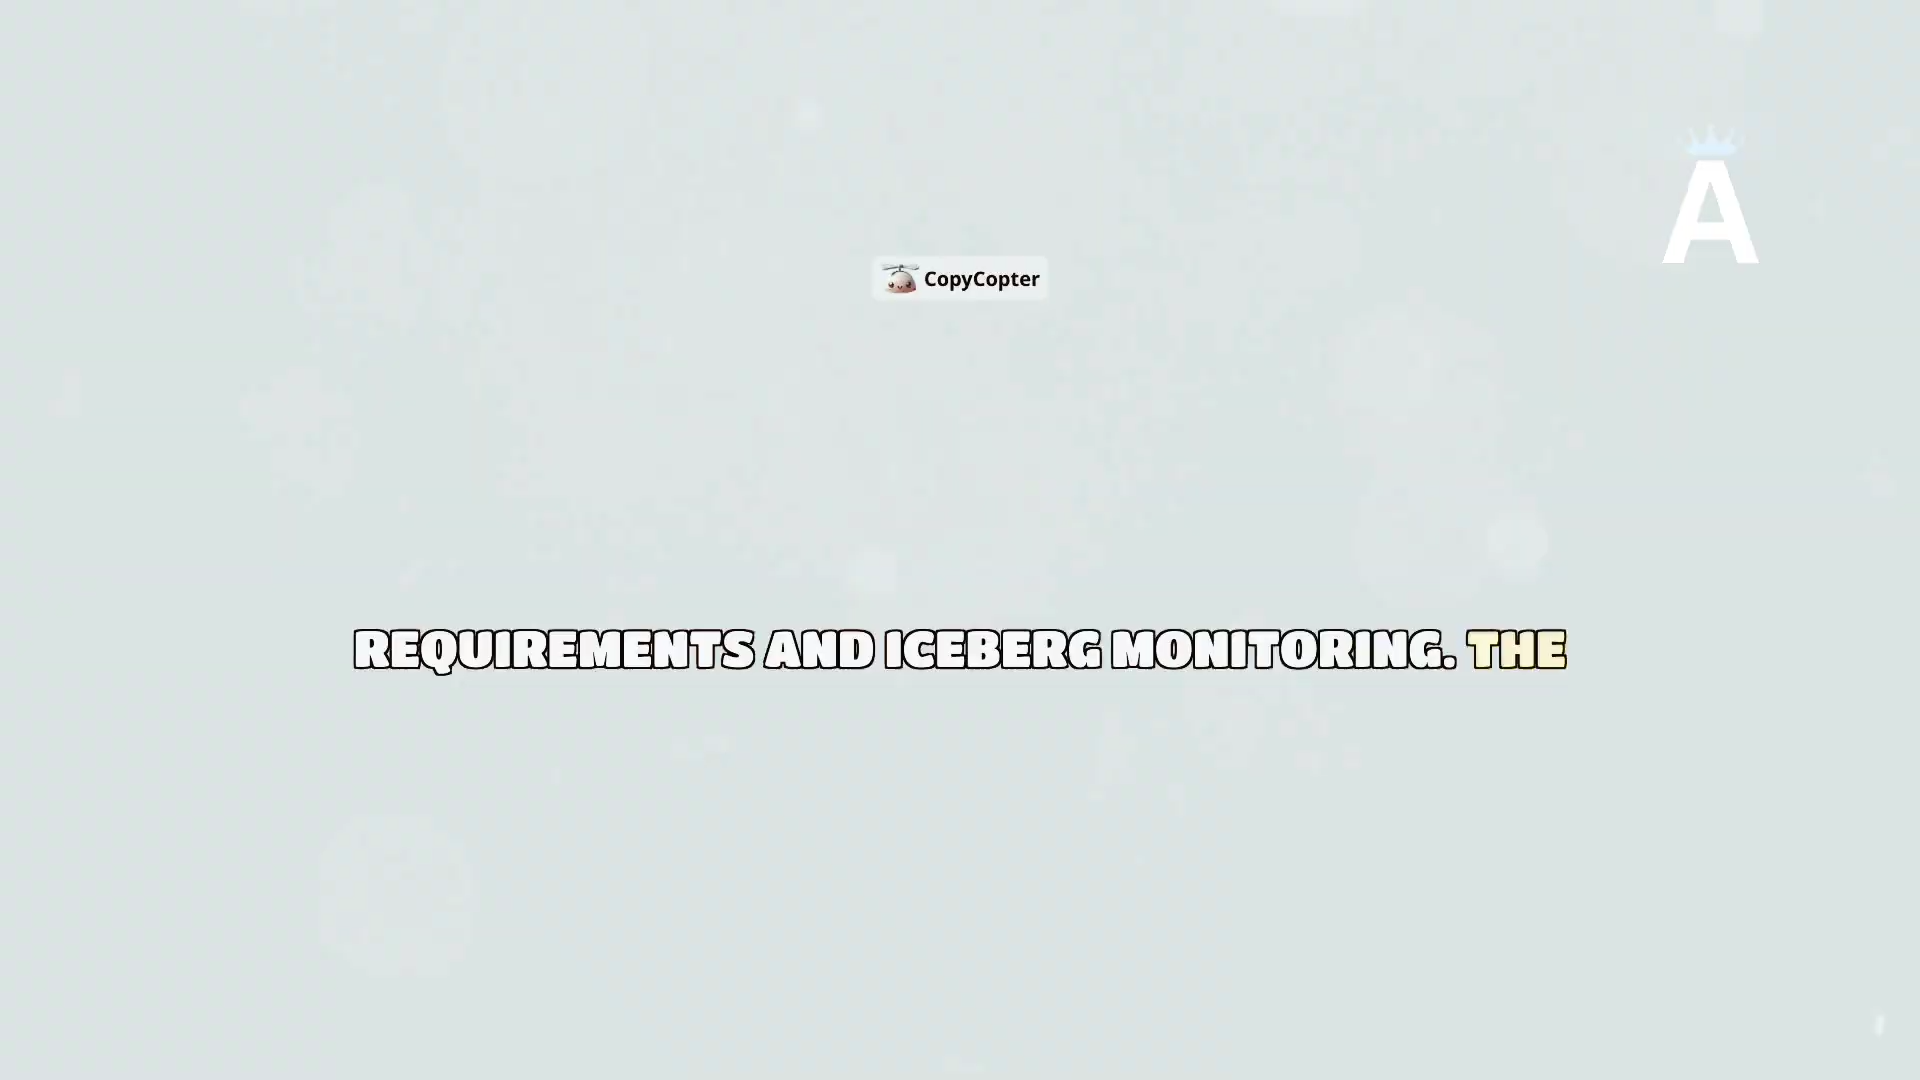 A
CopyCopter
REQUIREMENTS AND ICEBERG MONITORING. THE